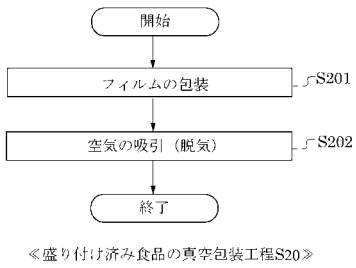 開始
フィルムの包装
S201
空気の吸引（脱気）
S202
終了
≪盛り付け済み食品の真空包装工程S20≫